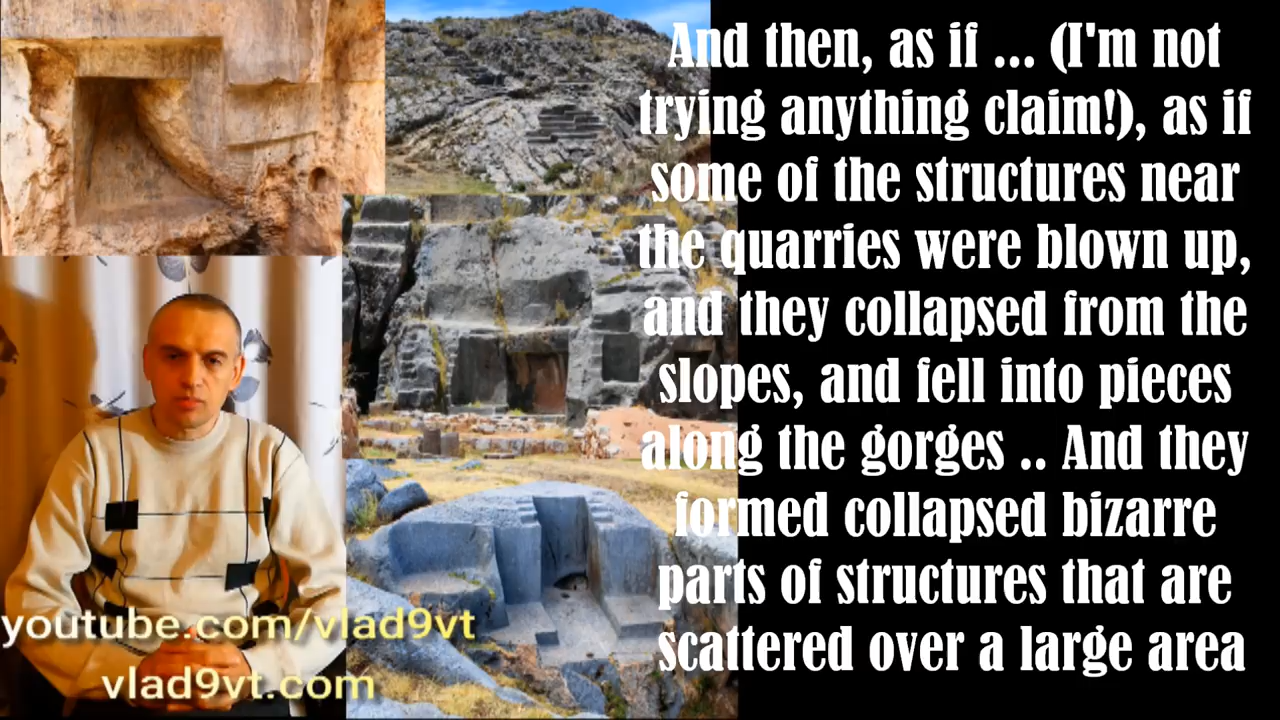 And then, as if ... (I'm not
trying anything claim!), as if
some of the structures near
the quarries were blown up,
and they collapsed from the
slopes, and fell into pieces
along the gorges .. And they
formed collapsed bizarre
parts of structures that are
scattered over a large area
youtube.com/vlad9vt
vlad9vt.com